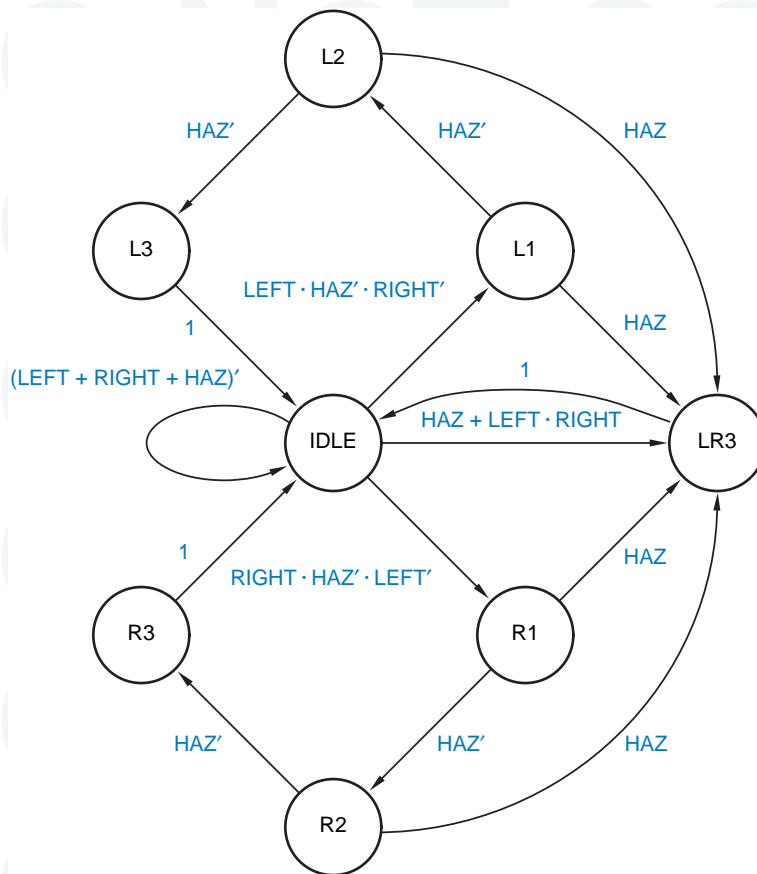 L2
HAZ′
HAZ′
HAZ
L3
L1
LEFT · HAZ′ · RIGHT′
1
HAZ
(LEFT + RIGHT + HAZ)′
1
HAZ + LEFT · RIGHT
IDLE
LR3
1
RIGHT · HAZ′ · LEFT′
HAZ
R3
R1
HAZ′
HAZ′
HAZ
R2